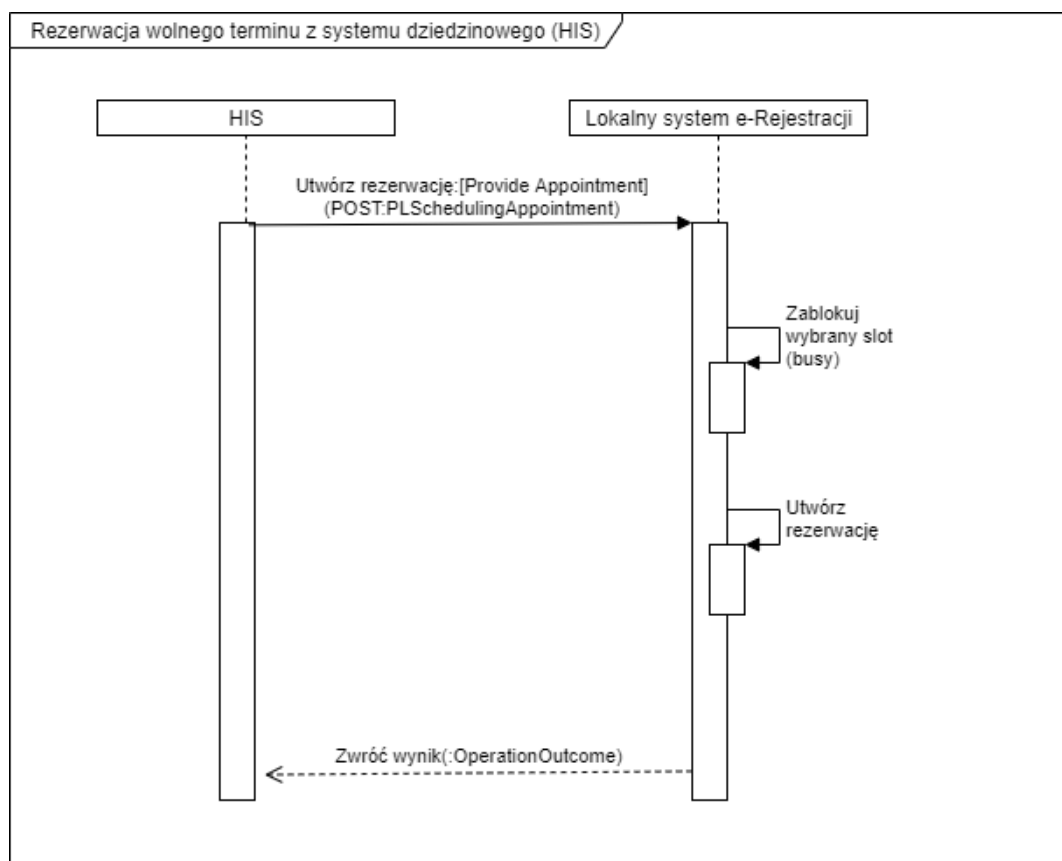 Rezerwacja wolnego terminu z systemu dziedzinowego (HIS)
HIS
Lokalny system e-Rejestracji
Utwórz rezerwację:[Provide Appointment]
(POST:PLSchedulingAppointment)
Zablokuj
wybrany slot
(busy)
Utwórz
rezerwację
Zwróć wynik(:OperationOutcome)